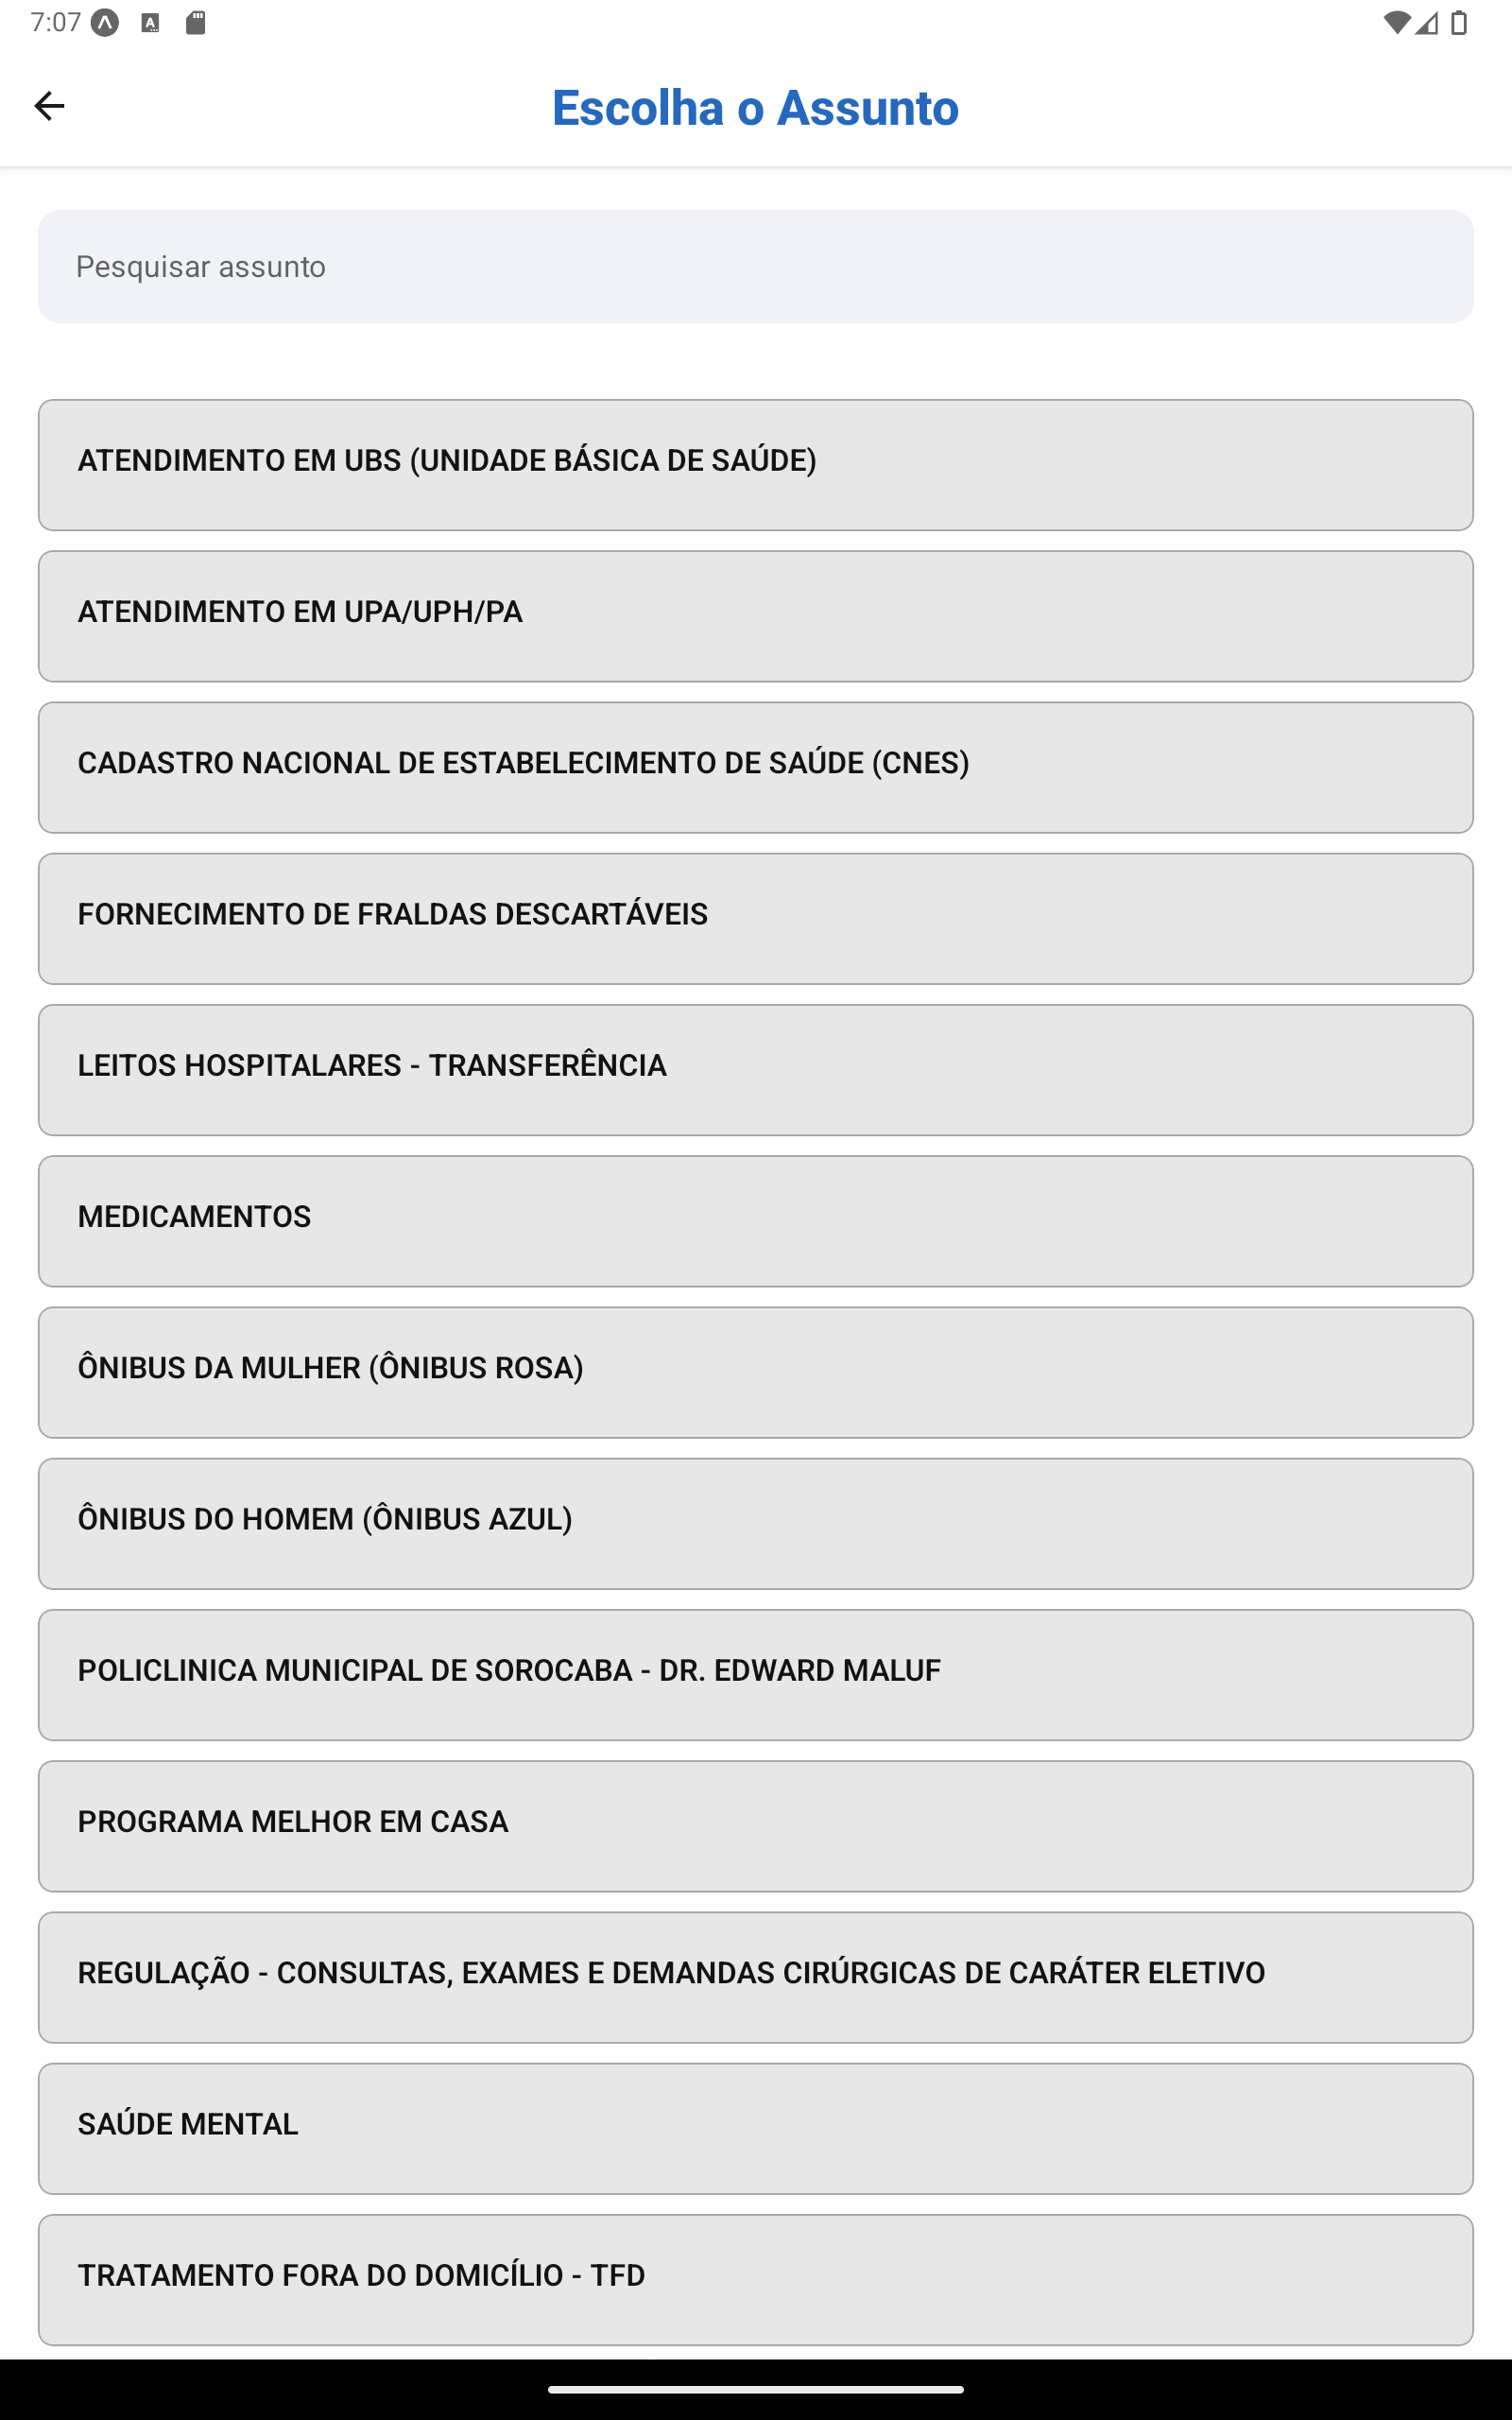 7:07
Escolha o Assunto
Pesquisar assunto
ATENDIMENTO EM UBS (UNIDADE BÁSICA DE SAÚDE)
ATENDIMENTO EM UPA/UPH/PA
CADASTRO NACIONAL DE ESTABELECIMENTO DE SAÚDE (CNES)
FORNECIMENTO DE FRALDAS DESCARTÁVEIS
LEITOS HOSPITALARES - TRANSFERÊNCIA
MEDICAMENTOS
ÔNIBUS DA MULHER (ÔNIBUS ROSA)
ÔNIBUS DO HOMEM (ÔNIBUS AZUL)
POLICLINICA MUNICIPAL DE SOROCABA - DR. EDWARD MALUF
PROGRAMA MELHOR EM CASA
REGULAÇÃO - CONSULTAS, EXAMES E DEMANDAS CIRÚRGICAS DE CARÁTER ELETIVO
SAÚDE MENTAL
TRATAMENTO FORA DO DOMICÍLIO - TFD